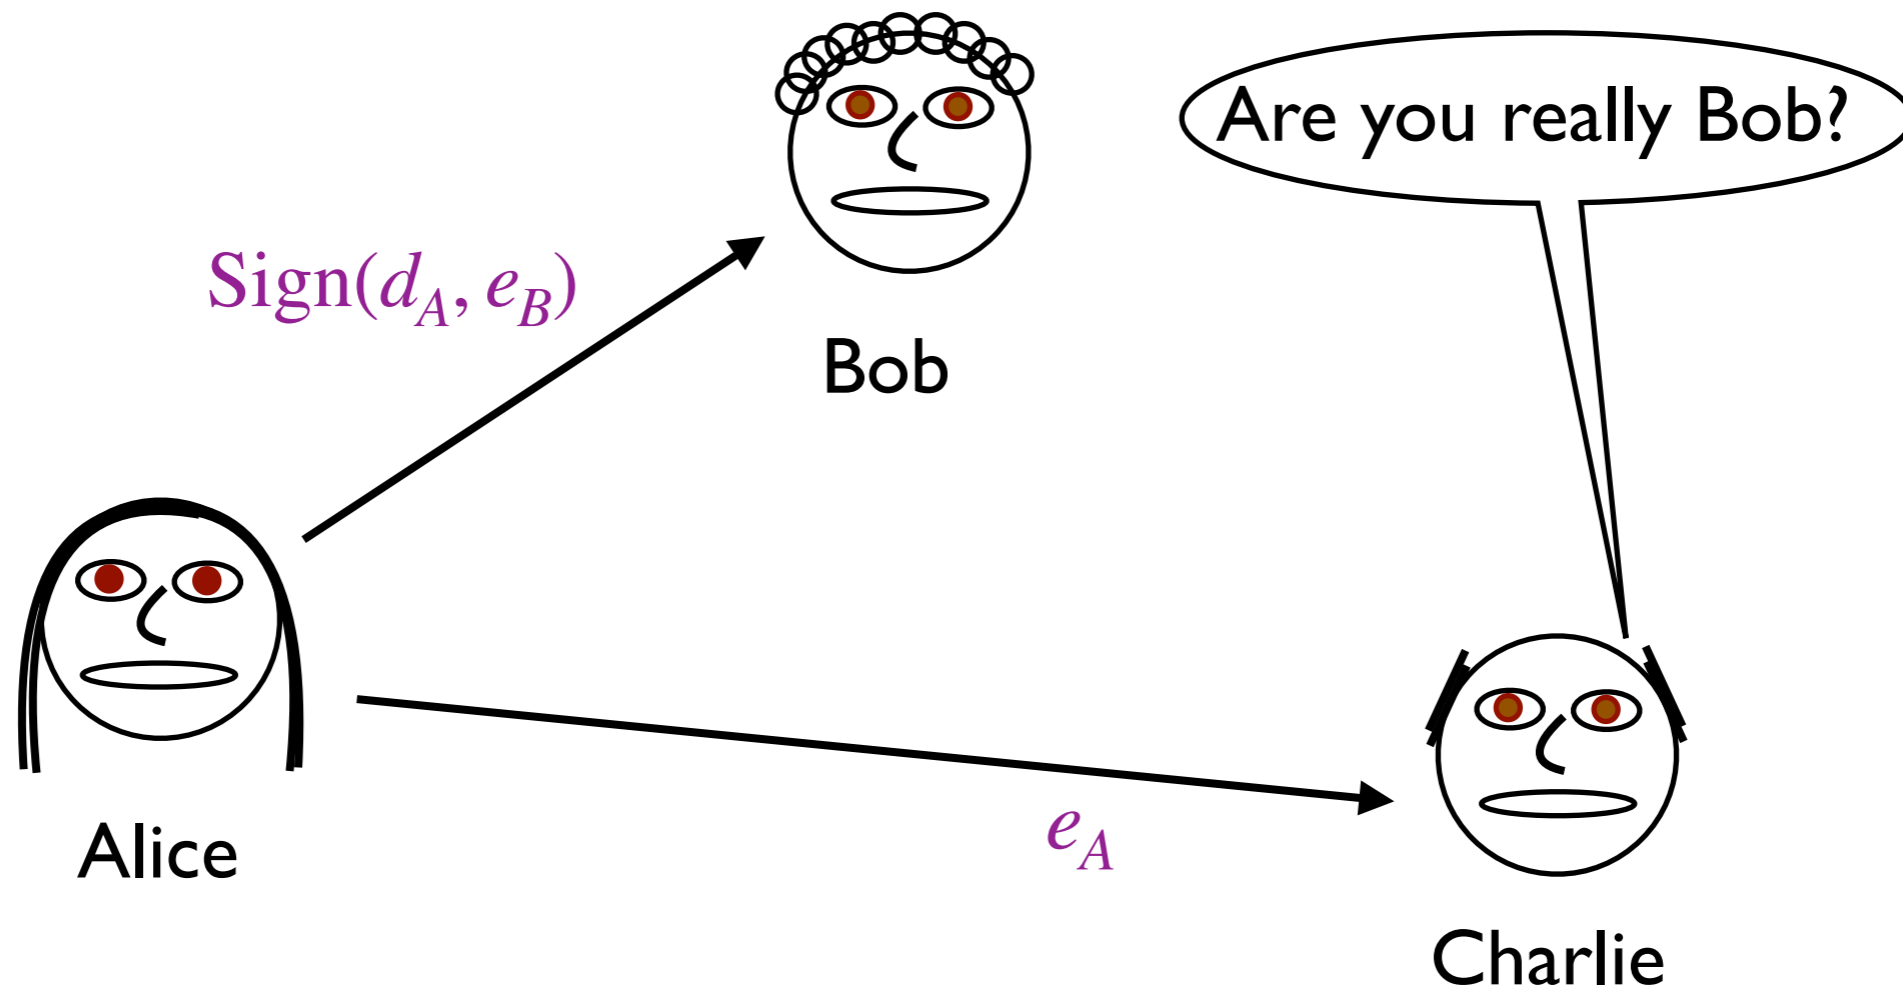 Are you really Bob?
Sign(d_A, e_B)
Bob
Alice
e_A
Charlie